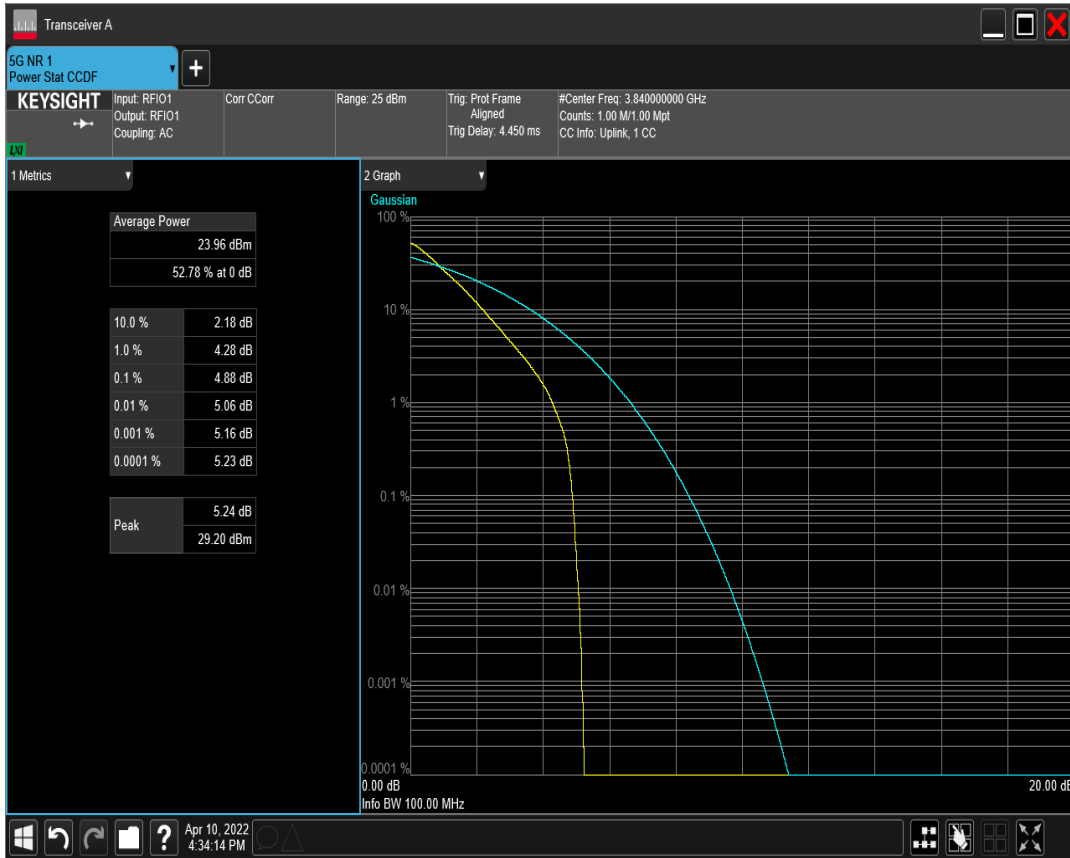 Transceiver A
5G NR 1
Power Stat CCDF
KEYSIGHT
LXI
Input: RFIO1
Output: RFIO1
Coupling: AC
Corr CCorr
Range: 25 dBm
Trig: Prot Frame
Aligned
Trig Delay: 4.450 ms
#Center Freq: 3.840000000 GHz
Counts: 1.00 M/1.00 Mpt
CC Info: Uplink, 1 CC
1 Metrics
Average Power
23.96 dBm
52.78 % at 0 dB
10.0 % 2.18 dB
1.0 % 4.28 dB
0.1 % 4.88 dB
0.01 % 5.06 dB
0.001 % 5.16 dB
0.0001 % 5.23 dB
Peak
5.24 dB
29.20 dBm
2 Graph
Gaussian
100 %
10 %
1 %
0.1 %
0.01 %
0.001 %
0.0001 %
0.00 dB 20.00 dB
Info BW 100.00 MHz
?
Apr 10, 2022
4:34:14 PM